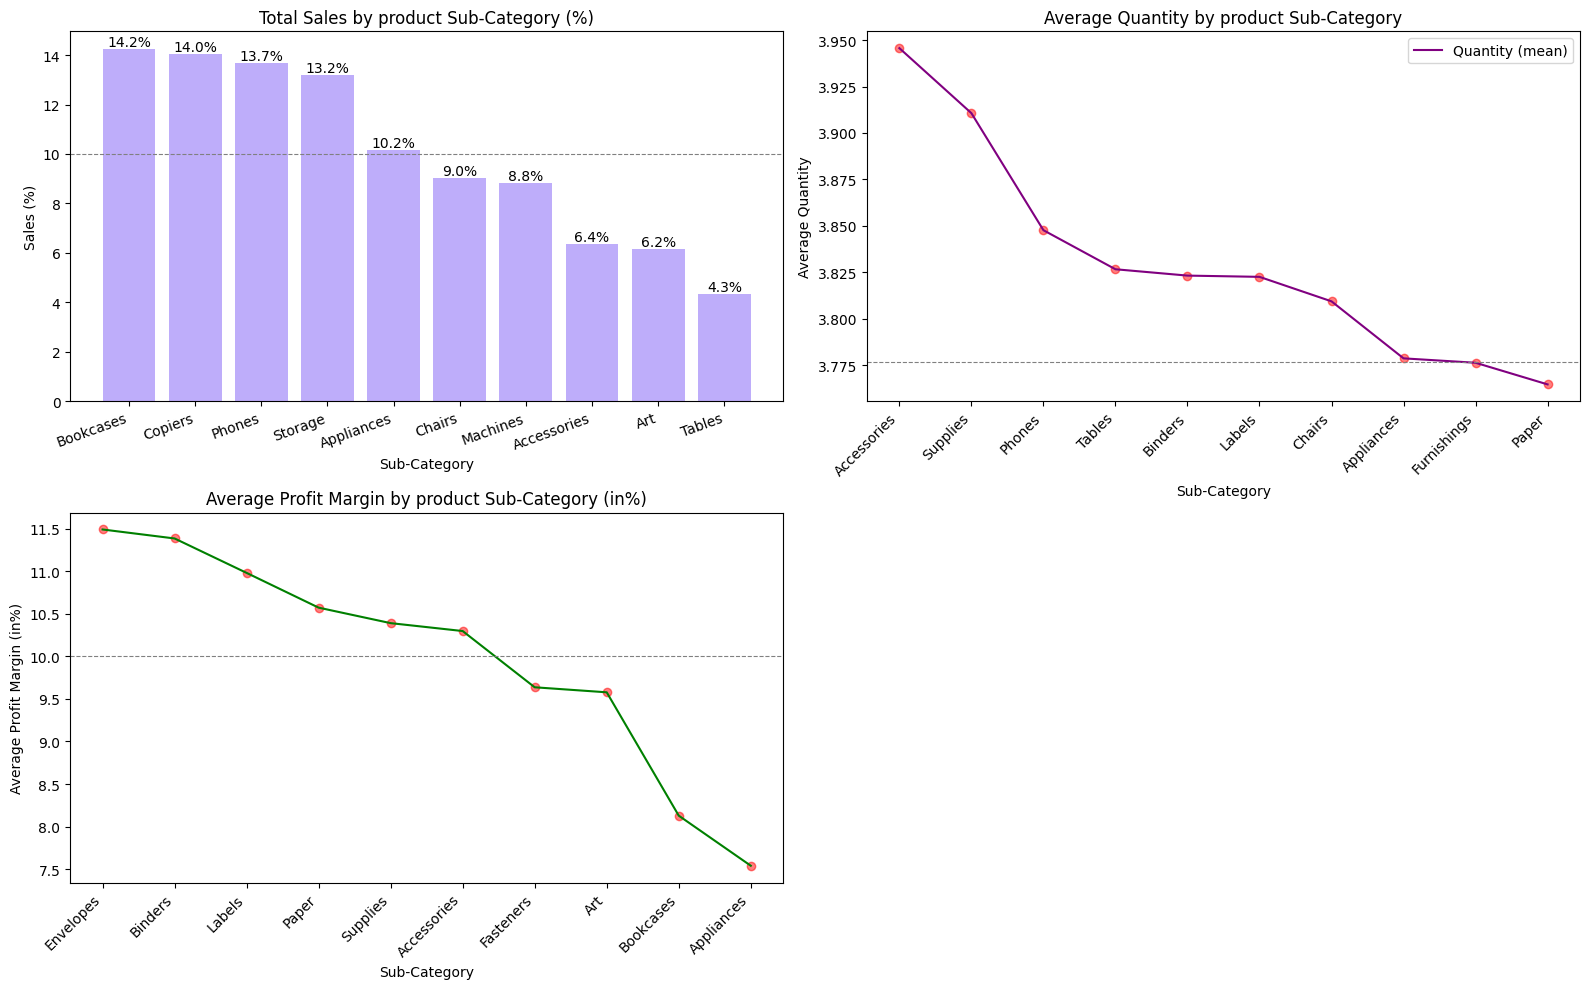 Total Sales by product Sub-Category (%)
14.2%
14.0%
13.7%
13.2%
10.2%
9.0%
8.8%
6.4%
6.2%
4.3%
14
12
10
8
6
4
2
0
Sales (%)
Bookcases
Copiers
Phones
Storage
Appliances
Chairs
Machines
Accessories
Art
Tables
Sub-Category
Average Quantity by product Sub-Category
Quantity (mean)
3.950
3.925
3.900
3.875
3.850
3.825
3.800
3.775
Average Quantity
Accessories
Supplies
Phones
Tables
Binders
Labels
Chairs
Appliances
Furnishings
Paper
Sub-Category
Average Profit Margin by product Sub-Category (in%)
11.5
11.0
10.5
10.0
9.5
9.0
8.5
8.0
7.5
Average Profit Margin (in%)
Envelopes
Binders
Labels
Paper
Supplies
Accessories
Fasteners
Art
Bookcases
Appliances
Sub-Category